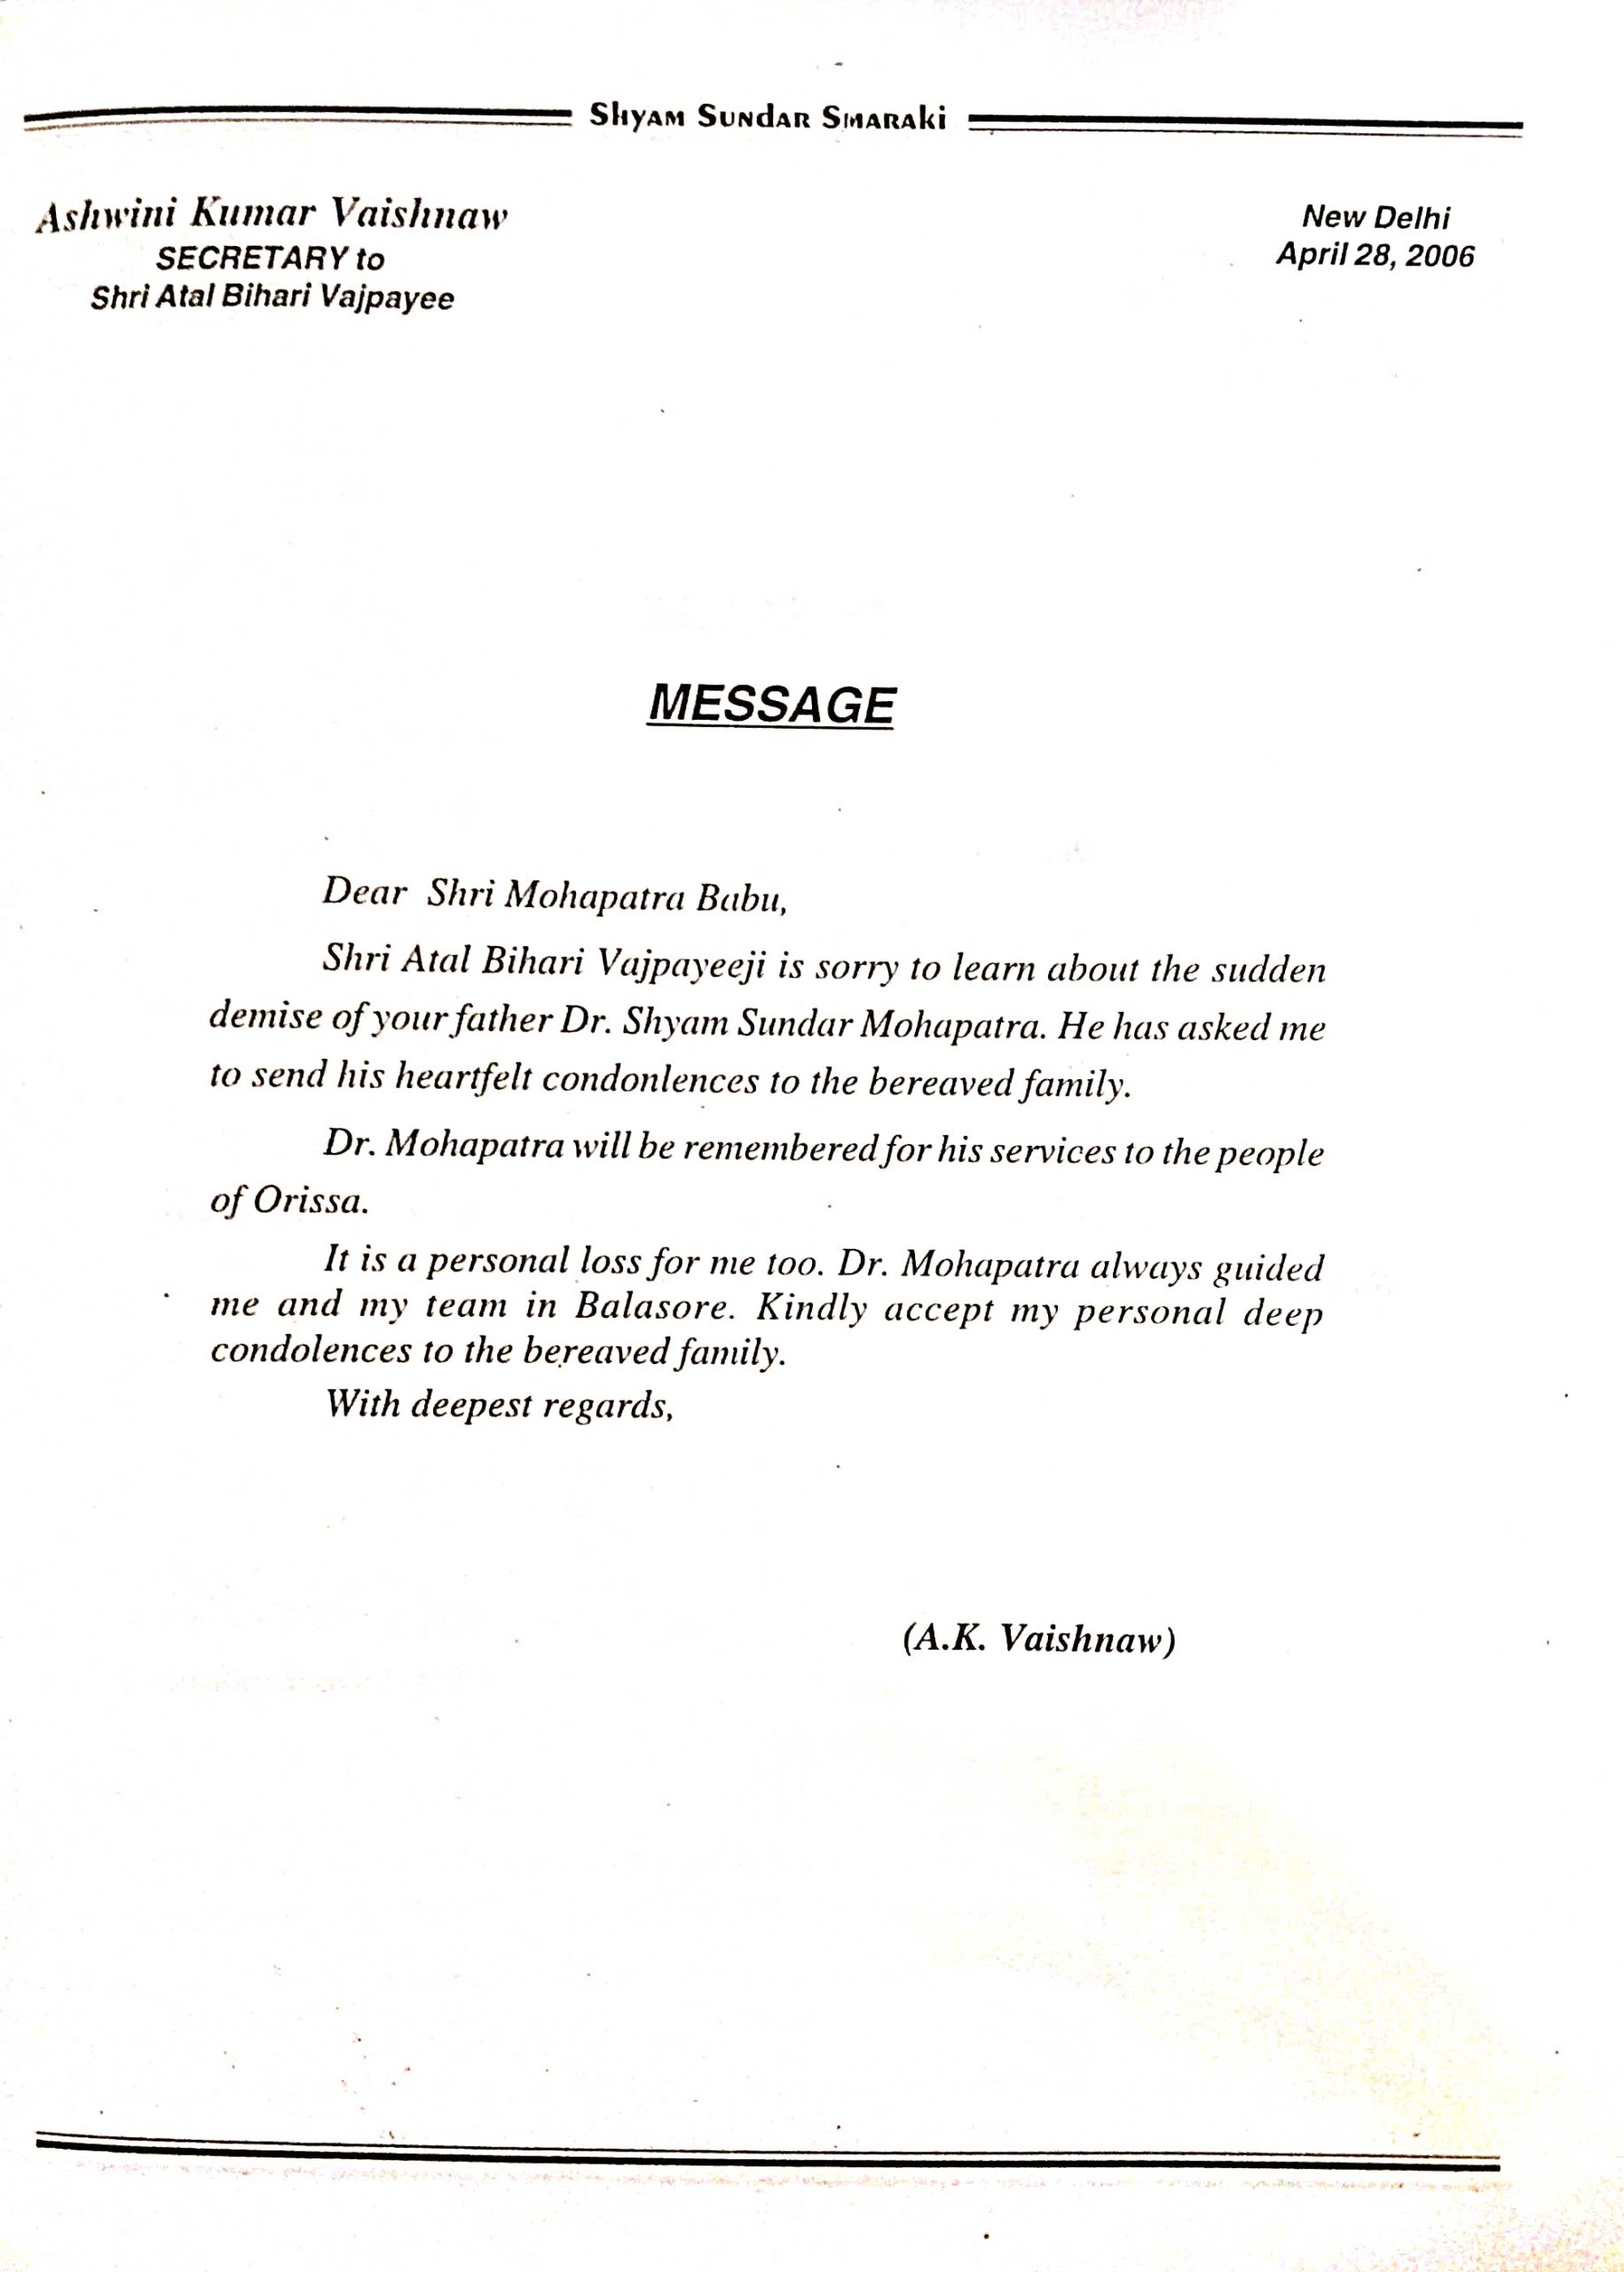 Shyam Sundar Smaraki
Ashwini Kumar Vaishnaw
SECRETARY to
Shri Atal Bihari Vajpayee
New Delhi
April 28, 2006
MESSAGE
Dear Shri Mohapatra Babu,
Shri Atal Bihari Vajpayeeji is sorry to learn about the sudden
demise of your father Dr. Shyam Sundar Mohapatra. He has asked me
to send his heartfelt condonlences to the bereaved family.
Dr. Mohapatra will be remembered for his services to the people
of Orissa.
It is a personal loss for me too. Dr. Mohapatra always guided
me and my team in Balasore. Kindly accept my personal deep
condolences to the bereaved family.
With deepest regards,
(A.K. Vaishnaw)